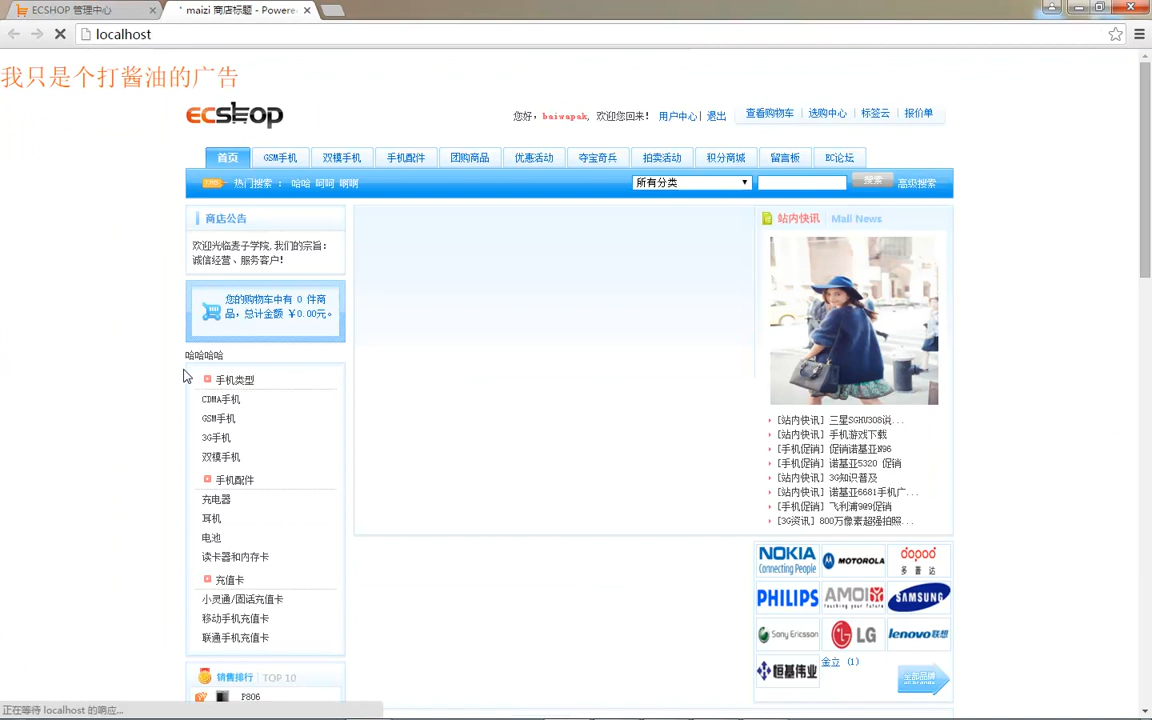 ECSHOP 管理中心
maizi 商店标题 - Powere
localhost
我只是个打酱油的广告
ECSHOP
您好，baiwapak, 欢迎您回来! 用户中心| 退出
查看购物车 | 选购中心 | 标签云 | 报价单
首页 GSM手机 双模手机 手机配件 团购商品 优惠活动 夺宝奇兵 拍卖活动 积分商城 留言板 EC论坛
热门搜索 ： 哈哈 呵呵 啊啊
所有分类
搜索 高级搜索
商店公告
欢迎光临麦子学院,我们的宗旨:
诚信经营、服务客户!
您的购物车中有 0 件商
品，总计金额 ￥0.00元。
哈哈哈哈
手机类型
CDMA手机
GSM手机
3G手机
双模手机
手机配件
充电器
耳机
电池
读卡器和内存卡
充值卡
小灵通/固话充值卡
移动手机充值卡
联通手机充值卡
销售排行 TOP 10
P806
站内快讯 Mall News
[站内快讯] 三星SGHU308说...
[站内快讯] 手机游戏下载
[手机促销] 促销诺基亚N96
[手机促销] 诺基亚5320 促销
[站内快讯] 3G知识普及
[站内快讯] 诺基亚6681手机广...
[手机促销] 飞利浦9@9促销
[3G资讯] 800万像素超强拍照...
NOKIA
Connecting People
MOTOROLA
dopod
多普达
PHILIPS
AMOI
SAMSUNG
Sony Ericsson
LG
lenovo联想
恒基伟业
金立 (1)
全部品牌
正在等待 localhost 的响应...